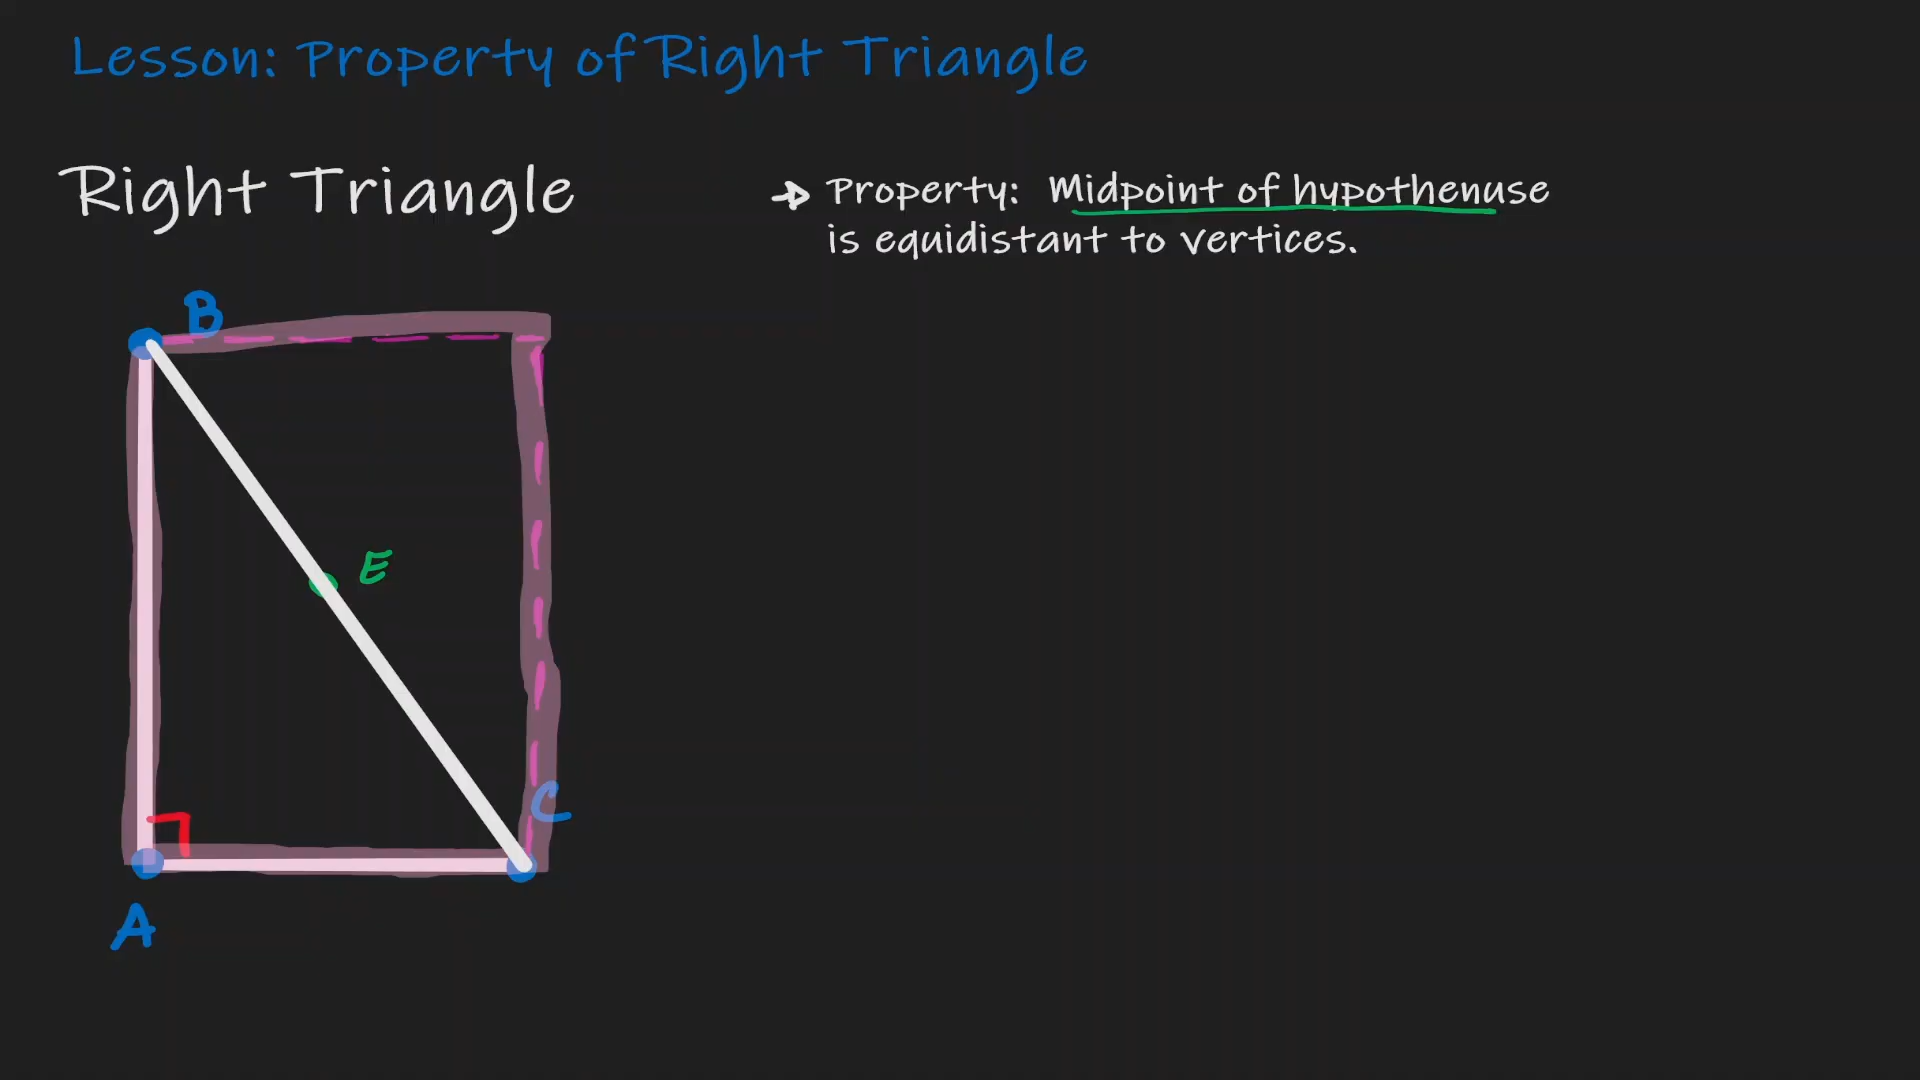 Lesson: Property of Right Triangle
Right Triangle
→ Property: Midpoint of hypothenuse
is equidistant to vertices.
B
E
C
A